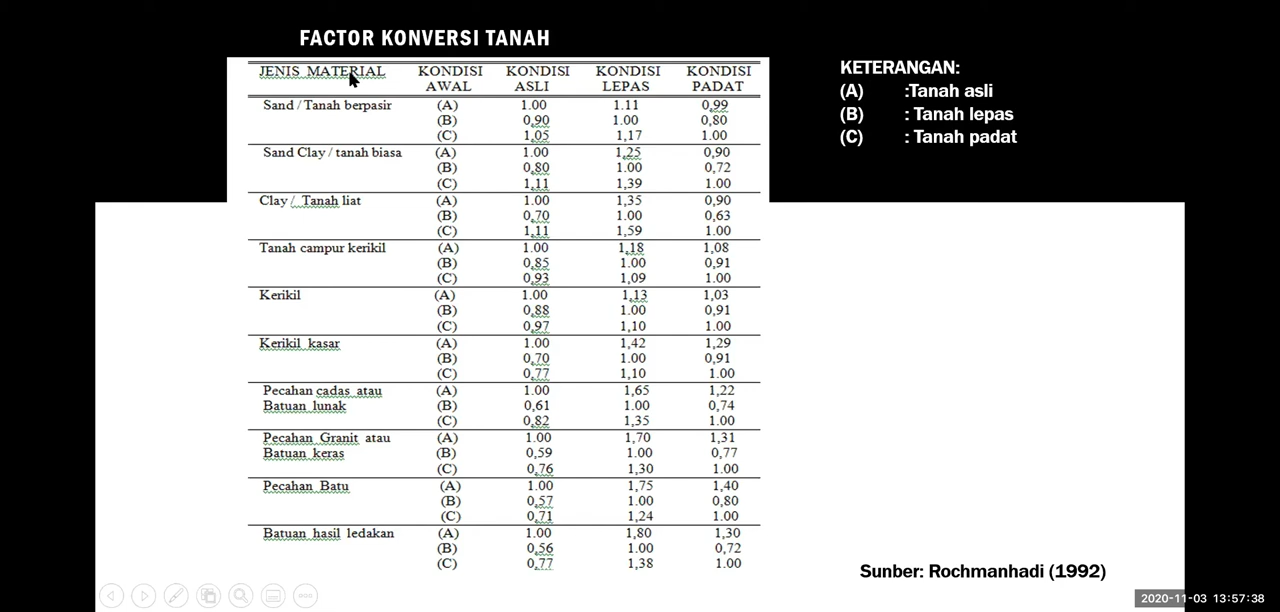 FACTOR KONVERSI TANAH
JENIS MATERIAL KONDISI KONDISI KONDISI KONDISI
AWAL ASLI LEPAS PADAT
Sand / Tanah berpasir (A) 1.00 1.11 0,99
(B) 0,90 1.00 0,80
(C) 1,05 1,17 1.00
Sand Clay / tanah biasa (A) 1.00 1,25 0,90
(B) 0,80 1.00 0,72
(C) 1,11 1,39 1.00
Clay / Tanah liat (A) 1.00 1,35 0,90
(B) 0,70 1.00 0,63
(C) 1,11 1,59 1.00
Tanah campur kerikil (A) 1.00 1,18 1,08
(B) 0,85 1.00 0,91
(C) 0,93 1,09 1.00
Kerikil (A) 1.00 1,13 1,03
(B) 0,88 1.00 0,91
(C) 0,97 1,10 1.00
Kerikil kasar (A) 1.00 1,42 1,29
(B) 0,70 1.00 0,91
(C) 0,77 1,10 1.00
Pecahan cadas atau (A) 1.00 1,65 1,22
Batuan lunak (B) 0,61 1.00 0,74
(C) 0,82 1,35 1.00
Pecahan Granit atau (A) 1.00 1,70 1,31
Batuan keras (B) 0,59 1.00 0,77
(C) 0,76 1,30 1.00
Pecahan Batu (A) 1.00 1,75 1,40
(B) 0,57 1.00 0,80
(C) 0,71 1,24 1.00
Batuan hasil ledakan (A) 1.00 1,80 1,30
(B) 0,56 1.00 0,72
(C) 0,77 1,38 1.00
KETERANGAN:
(A) :Tanah asli
(B) : Tanah lepas
(C) : Tanah padat
Sunber: Rochmanhadi (1992)
2020-11-03 13:57:38